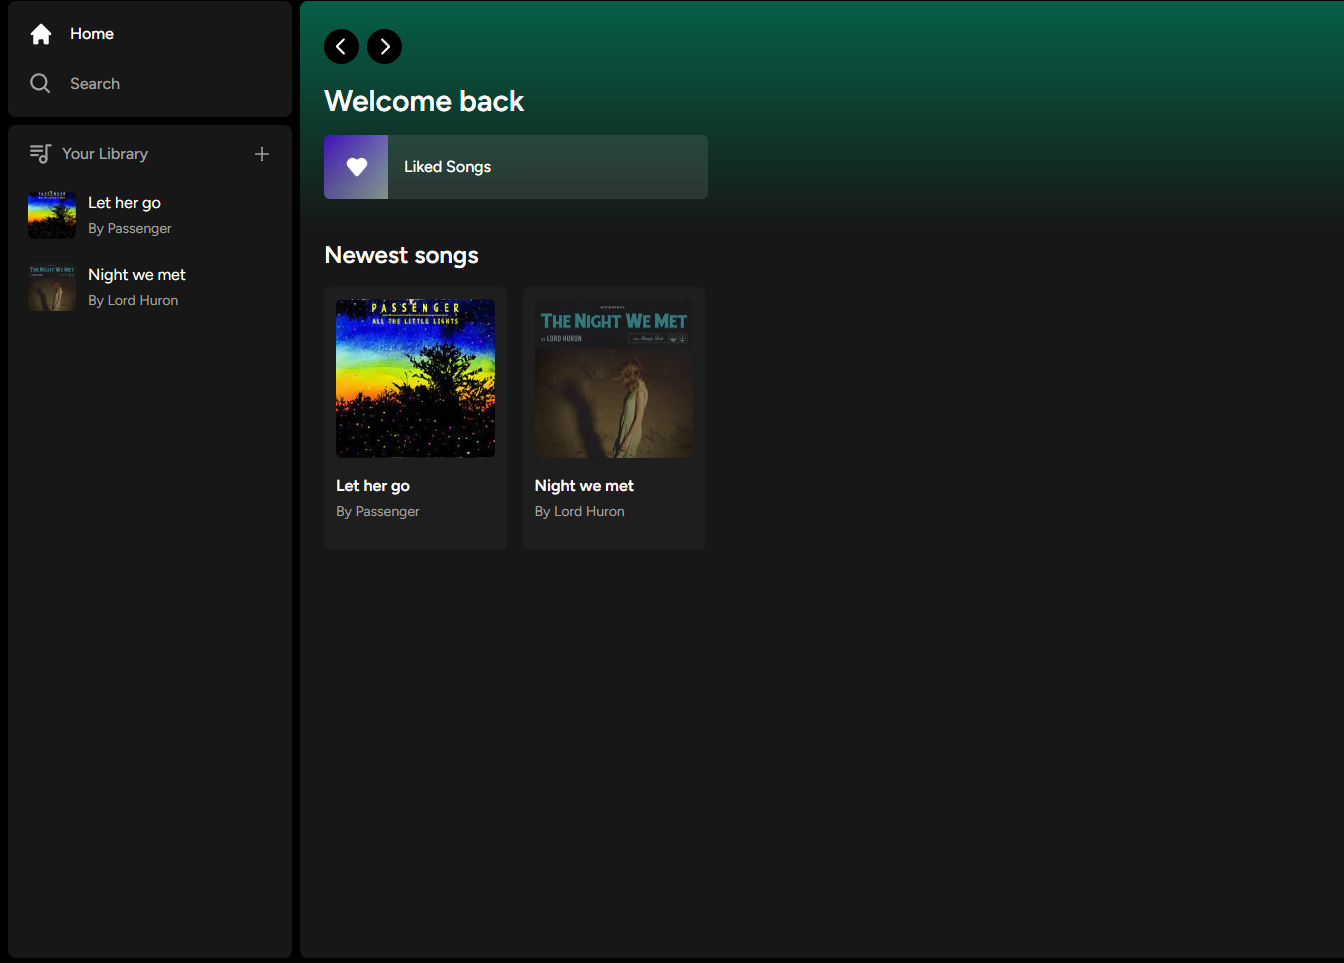 Home
Search
Your Library
Let her go
By Passenger
Night we met
By Lord Huron
Welcome back
Liked Songs
Newest songs
PASSENGER
ALL THE LITTLE LIGHTS
Let her go
By Passenger
THE NIGHT WE MET
BY LORD HURON
Night we met
By Lord Huron